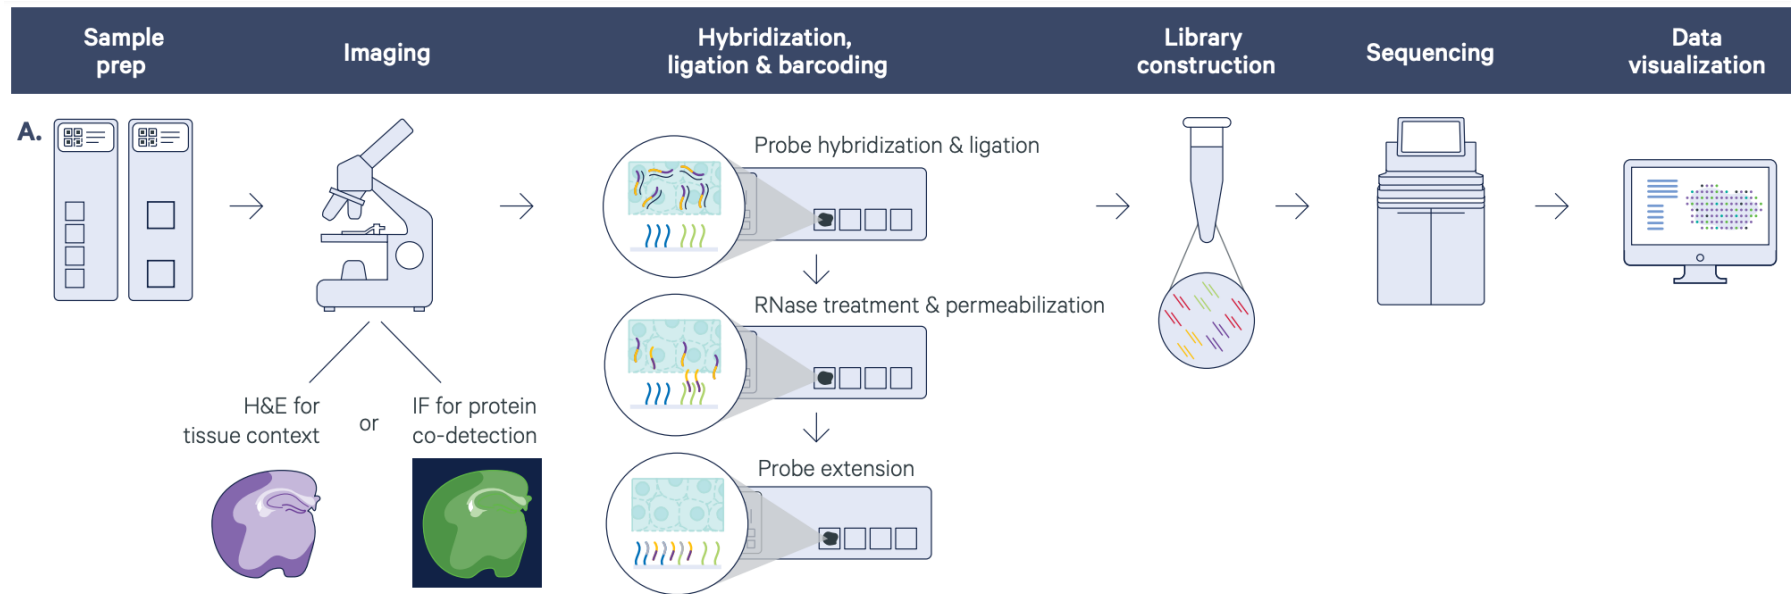 Sample
prep
Imaging
Hybridization,
ligation & barcoding
Library
construction
Sequencing
Data
visualization
A.
Probe hybridization & ligation
RNase treatment & permeabilization
Probe extension
H&E for
tissue context
or
IF for protein
co-detection